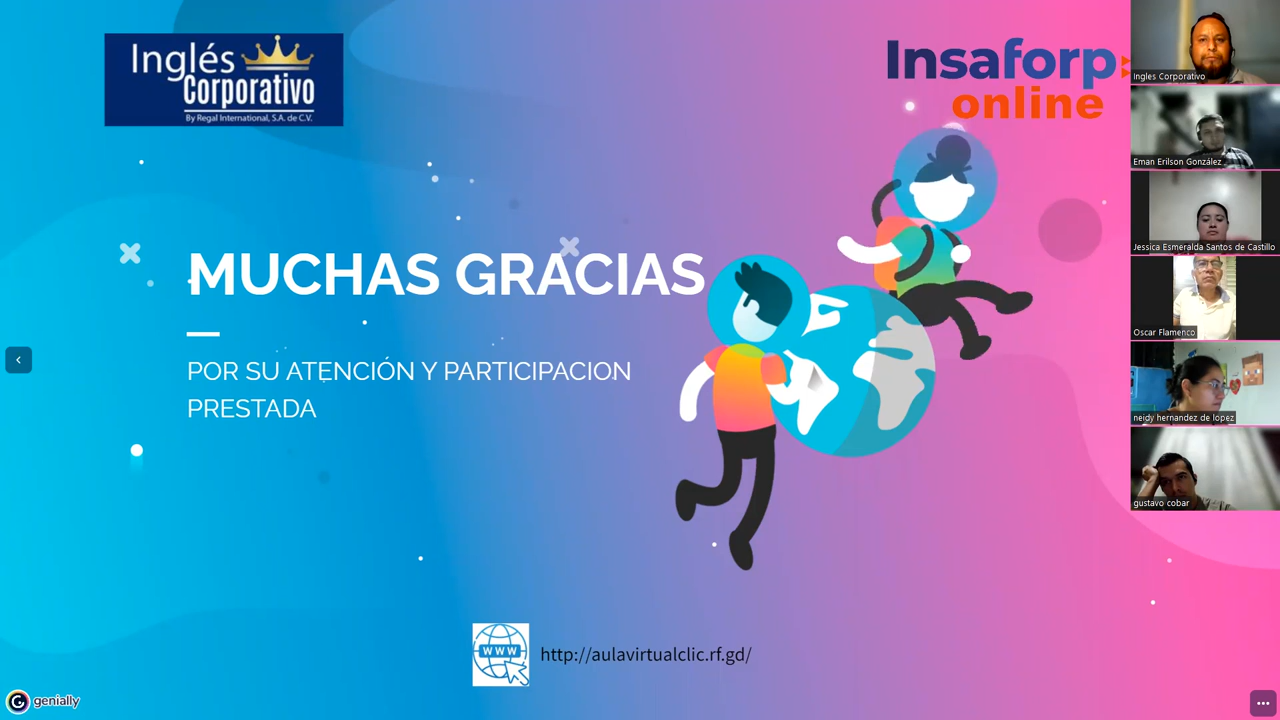 Inglés
Corporativo
By Regal International, S.A. de C.V.
Insaforp
online
MUCHAS GRACIAS
POR SU ATENCIÓN Y PARTICIPACION
PRESTADA
WWW
http://aulavirtualclic.rf.gd/
genially
Ingles Corporativo
Eman Erilson González
Jessica Esmeralda Santos de Castillo
Oscar Flamenco
neidy hernandez de lopez
gustavo cobar